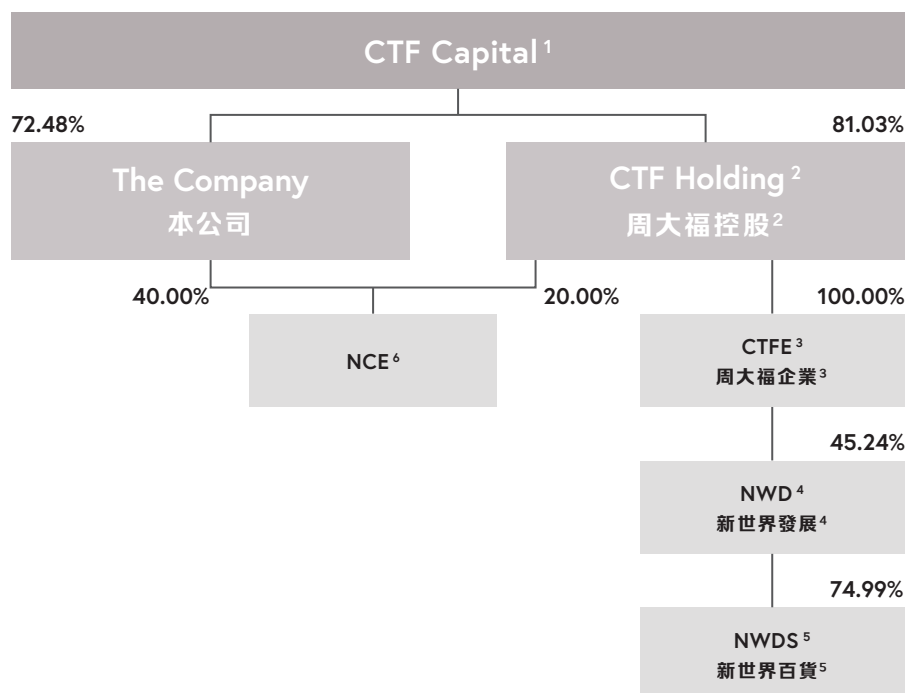 CTF Capital 1
72.48%
81.03%
The Company
本公司
CTF Holding 2
周大福控股2
40.00%
20.00%
100.00%
NCE 6
CTFE 3
周大福企業3
45.24%
NWD 4
新世界發展4
74.99%
NWDS 5
新世界百貨5